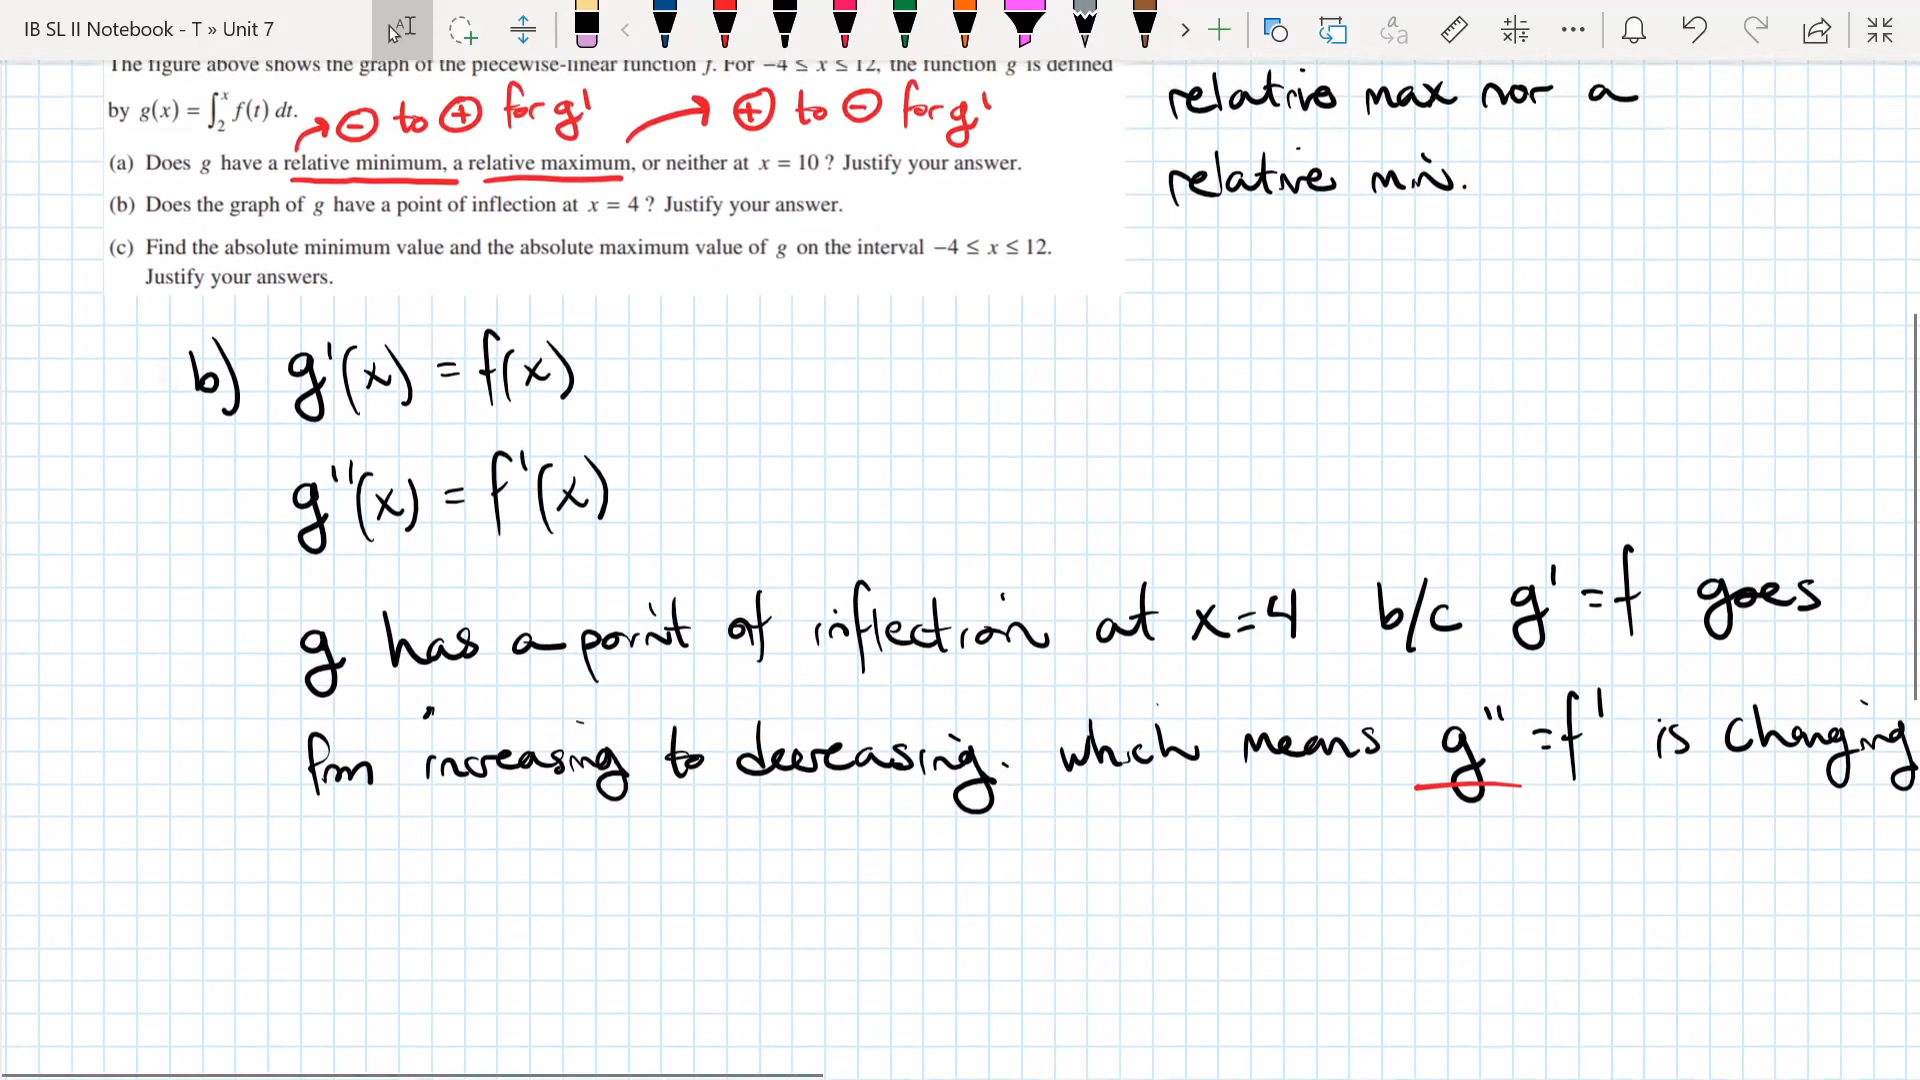 IB SL II Notebook - T » Unit 7
The figure above shows the graph of the piecewise-linear function f. For −4 ≤ x ≤ 12, the function g is defined
by g(x) = ∫₂ˣ f(t) dt.
⊖ to ⊕ for g'
⊕ to ⊖ for g'
(a) Does g have a relative minimum, a relative maximum, or neither at x = 10 ? Justify your answer.
(b) Does the graph of g have a point of inflection at x = 4 ? Justify your answer.
(c) Find the absolute minimum value and the absolute maximum value of g on the interval −4 ≤ x ≤ 12.
Justify your answers.
relative max nor a
relative min.
b) g'(x) = f(x)
g''(x) = f'(x)
g has a point of inflection at x=4 b/c g'=f goes
from increasing to decreasing. which means g''=f' is changing